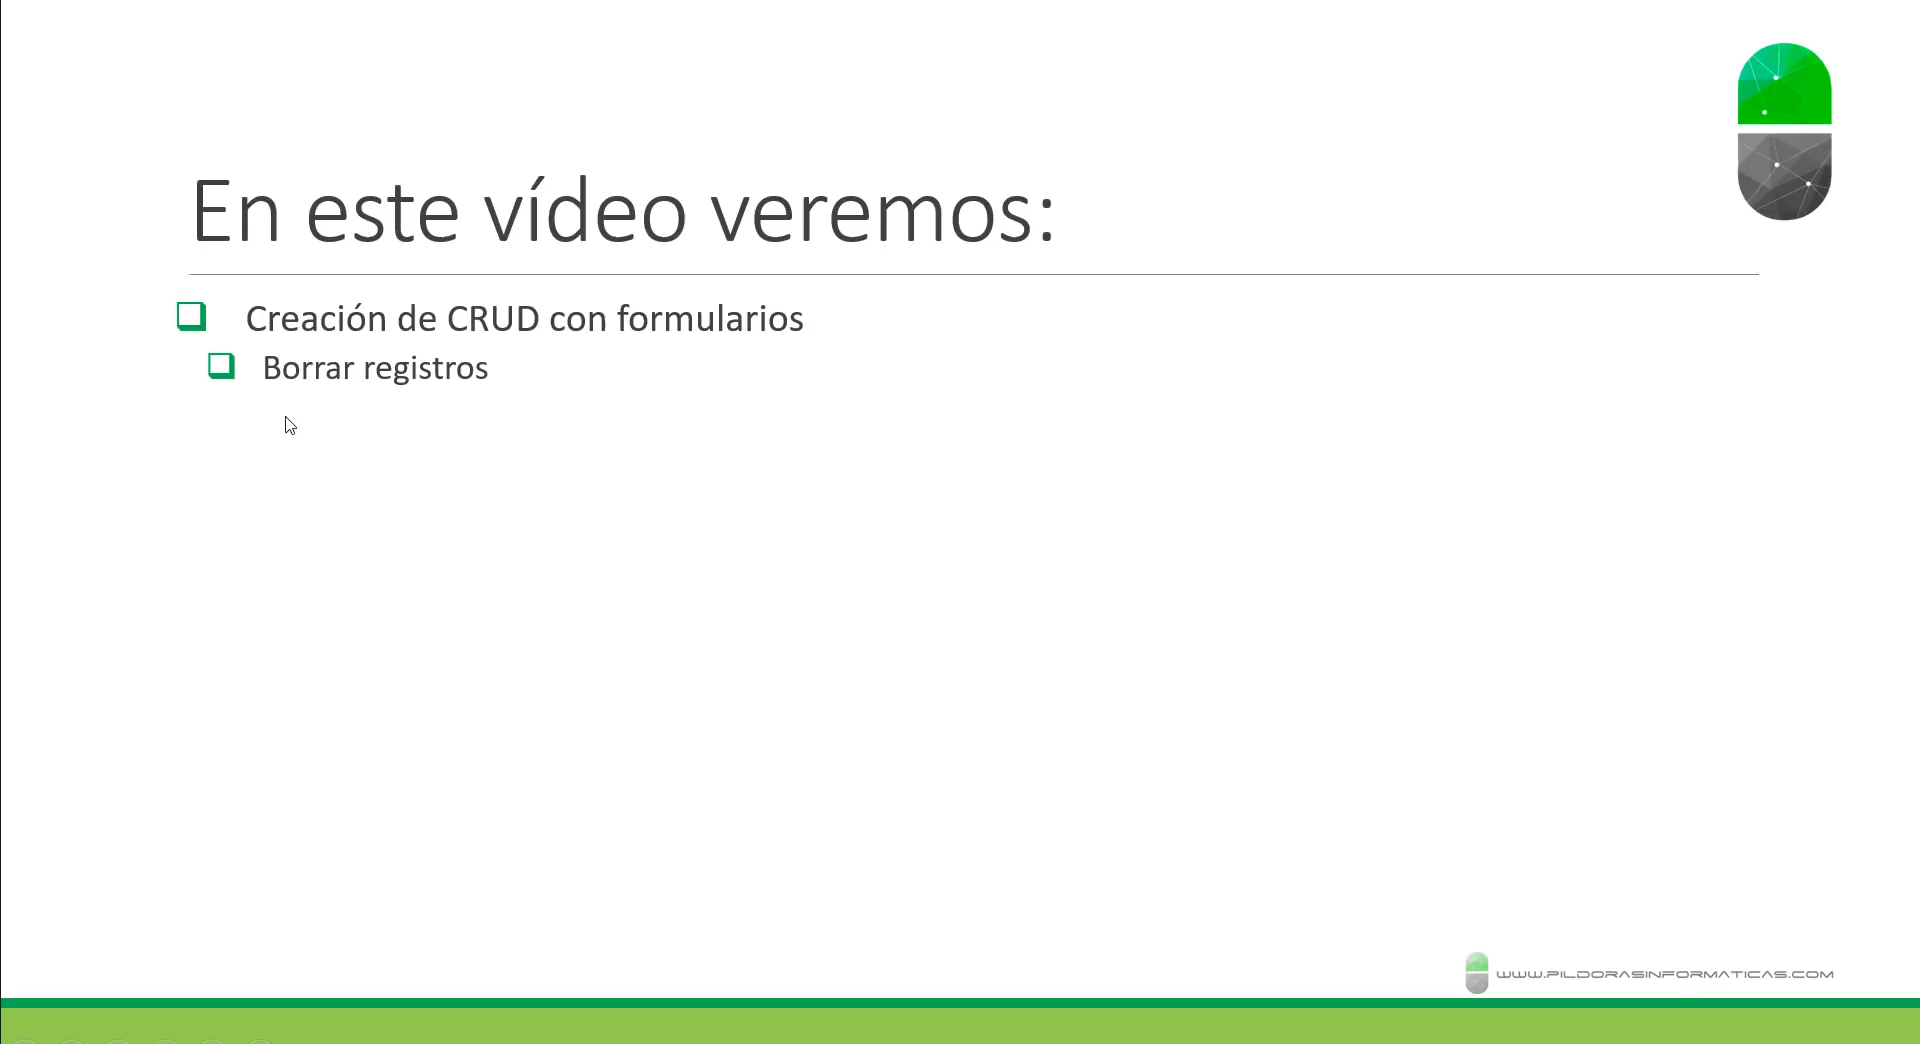 En este vídeo veremos:
Creación de CRUD con formularios
Borrar registros
WWW.PILDORASINFORMATICAS.COM